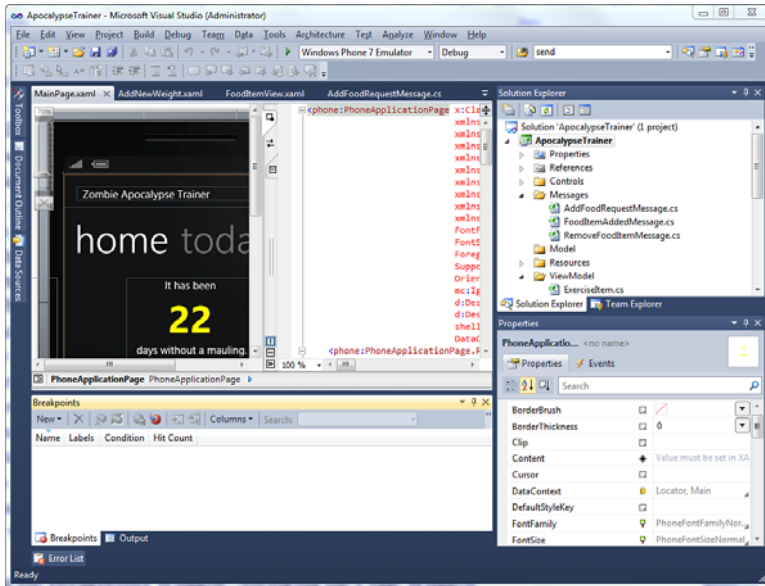 ApocalypseTrainer - Microsoft Visual Studio (Administrator)
File Edit View Project Build Debug Team Data Tools Architecture Test Analyze Window Help
Windows Phone 7 Emulator Debug send
MainPage.xaml AddNewWeight.xaml FoodItemView.xaml AddFoodRequestMessage.cs
Toolbox
Document Outline
Data Sources
Zombie Apocalypse Trainer
home toda
It has been
22
days without a mauling.
<phone:PhoneApplicationPage x:Cla
xmlns
xmlns
xmlns
xmlns
xmlns
xmlns
xmlns
xmlns
xmlns
FontF
FontS
Foreg
Suppo
Orien
mc:Ig
d:Des
d:Des
shell
DataC
<phone:PhoneApplicationPage.R
100 %
PhoneApplicationPage PhoneApplicationPage
Solution Explorer
Solution 'ApocalypseTrainer' (1 project)
ApocalypseTrainer
Properties
References
Controls
Messages
AddFoodRequestMessage.cs
FoodItemAddedMessage.cs
RemoveFoodItemMessage.cs
Model
Resources
ViewModel
ExerciseItem.cs
Solution Explorer Team Explorer
Properties
PhoneApplicatio... <no name>
Properties Events
Search
BorderBrush
BorderThickness 0
Clip
Content Value must be set in XA
Cursor
DataContext Locator, Main
DefaultStyleKey
FontFamily PhoneFontFamilyNor...
FontSize PhoneFontSizeNormal
Breakpoints
New Columns Search:
Name Labels Condition Hit Count
Breakpoints Output
Error List
Ready